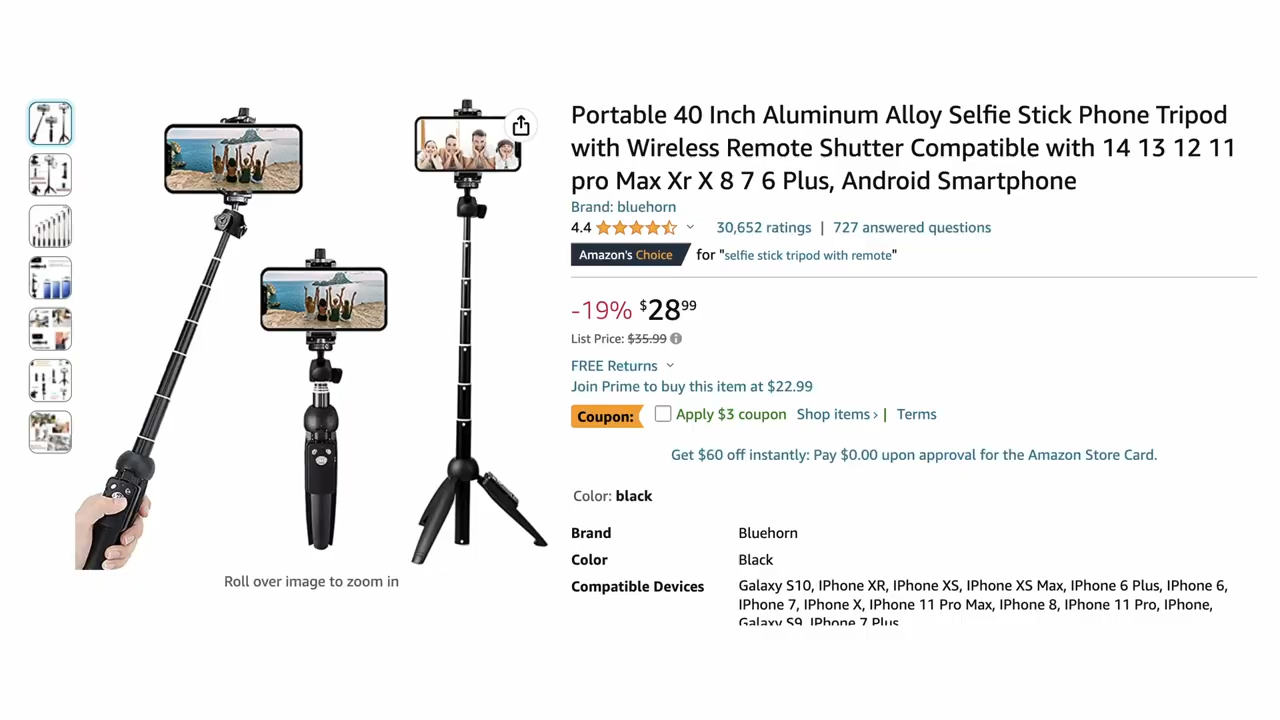 Portable 40 Inch Aluminum Alloy Selfie Stick Phone Tripod
with Wireless Remote Shutter Compatible with 14 13 12 11
pro Max Xr X 8 7 6 Plus, Android Smartphone
Brand: bluehorn
4.4 30,652 ratings | 727 answered questions
Amazon's Choice for "selfie stick tripod with remote"
-19% $28 99
List Price: $35.99
FREE Returns
Join Prime to buy this item at $22.99
Coupon: Apply $3 coupon Shop items › | Terms
Get $60 off instantly: Pay $0.00 upon approval for the Amazon Store Card.
Color: black
Brand Bluehorn
Color Black
Compatible Devices Galaxy S10, IPhone XR, IPhone XS, IPhone XS Max, IPhone 6 Plus, IPhone 6,
IPhone 7, IPhone X, IPhone 11 Pro Max, IPhone 8, IPhone 11 Pro, IPhone,
Galaxy S9, IPhone 7 Plus
Roll over image to zoom in